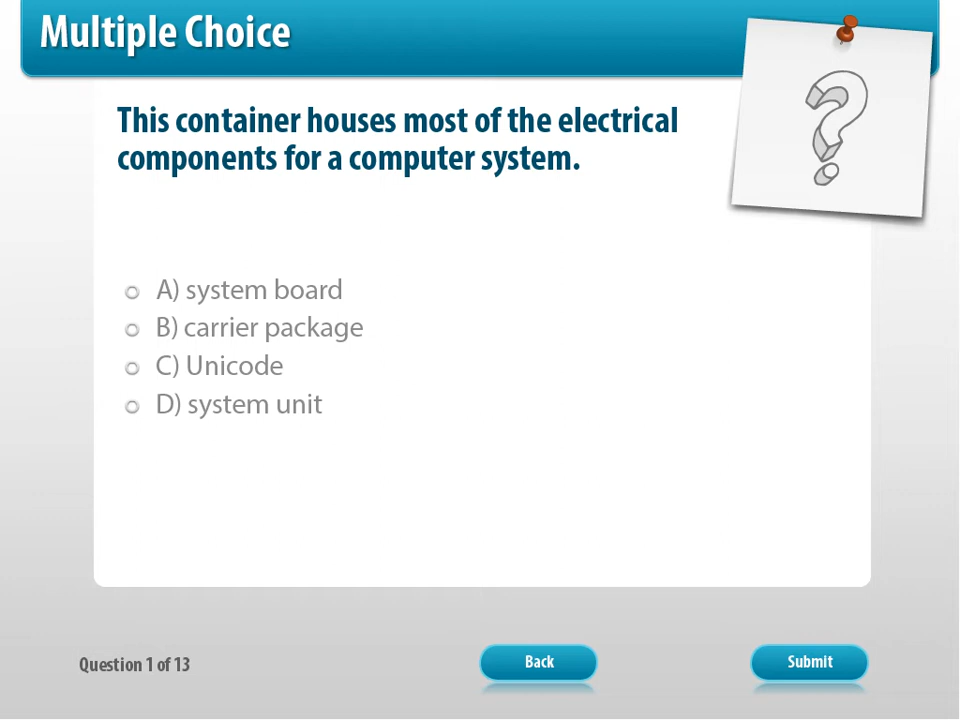 Multiple Choice
This container houses most of the electrical
components for a computer system.
A) system board
B) carrier package
C) Unicode
D) system unit
Question 1 of 13
Back
Submit